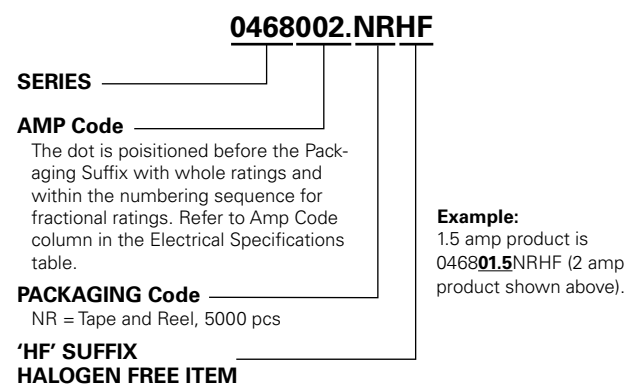 0468002.NRHF
SERIES
AMP Code
The dot is poisitioned before the Pack-
aging Suffix with whole ratings and
within the numbering sequence for
fractional ratings. Refer to Amp Code
column in the Electrical Specifications
table.
PACKAGING Code
NR = Tape and Reel, 5000 pcs
'HF' SUFFIX
HALOGEN FREE ITEM
Example:
1.5 amp product is
046801.5NRHF (2 amp
product shown above).